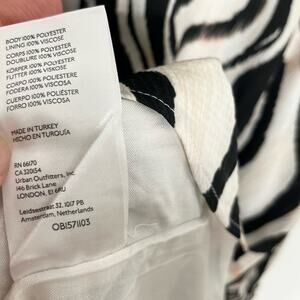 BODY 100% POLYESTER
LINING 100% VISCOSE
CORPS 100% POLYESTER
DOUBLURE 100% VISCOSE
KÖRPER 100% POLYESTER
FUTTER 100% VISKOSE
CORPO 100% POLIESTERE
FODERA 100% VISCOSA
CUERPO 100% POLIÉSTER
FORRO 100% VISCOSA
MADE IN TURKEY
HECHO EN TURQUÍA
RN 66170
CA 320154
Urban Outfitters, Inc.
146 Brick Lane,
LONDON, E1 6RU
Leidsestraat 32, 1017 PB
Amsterdam, Netherlands
OB1571103